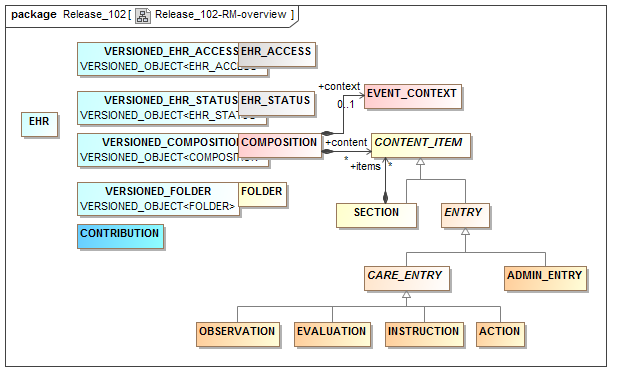 package Release_102 [ Release_102-RM-overview ]
VERSIONED_EHR_ACCESS
VERSIONED_OBJECT<EHR_ACCESS
EHR_ACCESS
+context
VERSIONED_EHR_STATUS
VERSIONED_OBJECT<EHR_STATUS
EHR_STATUS
0..1
EVENT_CONTEXT
EHR
VERSIONED_COMPOSITION
VERSIONED_OBJECT<COMPOSITION
COMPOSITION
+content
*
CONTENT_ITEM
+items
*
VERSIONED_FOLDER
VERSIONED_OBJECT<FOLDER>
FOLDER
SECTION
ENTRY
CONTRIBUTION
CARE_ENTRY
ADMIN_ENTRY
OBSERVATION
EVALUATION
INSTRUCTION
ACTION